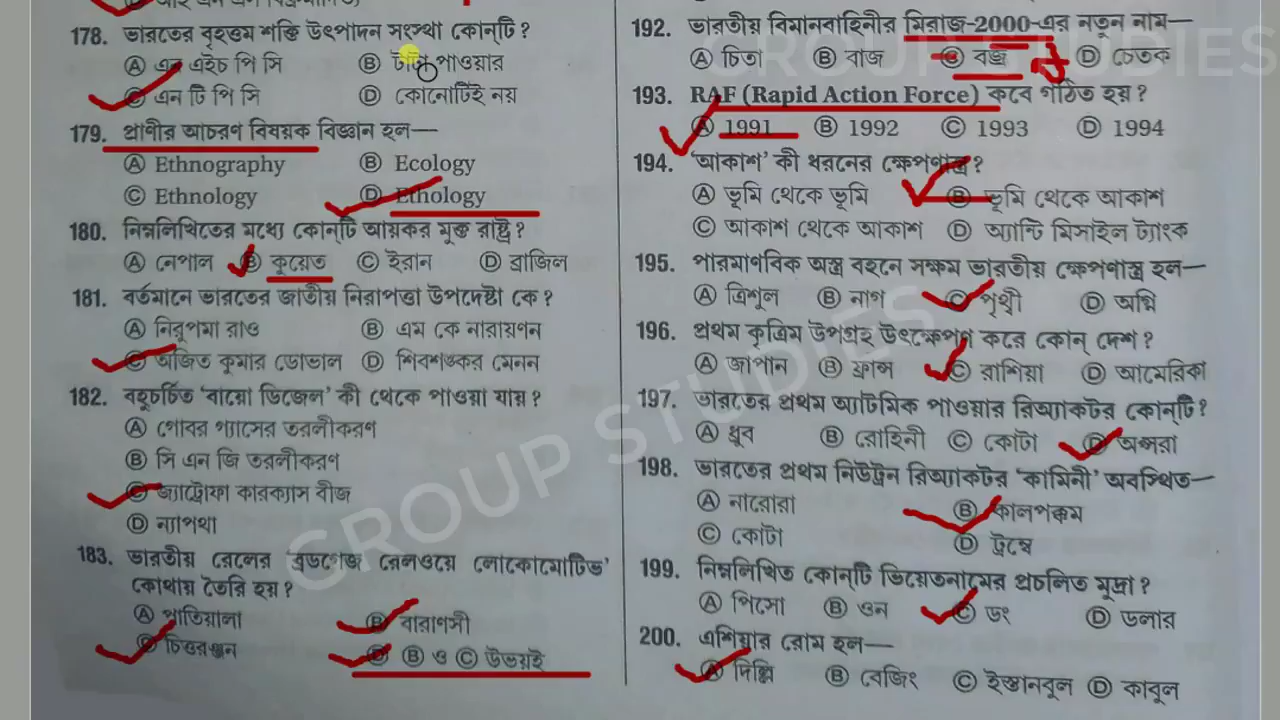 178. ভারতের বৃহত্তম শক্তি উৎপাদন সংস্থা কোন্‌টি?
Ⓐ এন এইচ পি সি Ⓑ টাটা পাওয়ার
Ⓒ এন টি পি সি Ⓓ কোনোটিই নয়
179. প্রাণীর আচরণ বিষয়ক বিজ্ঞান হল—
Ⓐ Ethnography Ⓑ Ecology
Ⓒ Ethnology Ⓓ Ethology
180. নিম্নলিখিতের মধ্যে কোন্‌টি আয়কর মুক্ত রাষ্ট্র?
Ⓐ নেপাল Ⓑ কুয়েত Ⓒ ইরান Ⓓ ব্রাজিল
181. বর্তমানে ভারতের জাতীয় নিরাপত্তা উপদেষ্টা কে?
Ⓐ নিরুপমা রাও Ⓑ এম কে নারায়ণন
Ⓒ অজিত কুমার ডোভাল Ⓓ শিবশঙ্কর মেনন
182. বহুচর্চিত ‘বায়ো ডিজেল’ কী থেকে পাওয়া যায়?
Ⓐ গোবর গ্যাসের তরলীকরণ
Ⓑ সি এন জি তরলীকরণ
Ⓒ জ্যাট্রোফা কারক্যাস বীজ
Ⓓ ন্যাপথা
183. ভারতীয় রেলের ‘ব্রডগেজ রেলওয়ে লোকোমোটিভ’
কোথায় তৈরি হয়?
Ⓐ পাতিয়ালা Ⓑ বারাণসী
Ⓒ চিত্তরঞ্জন Ⓓ Ⓑ ও Ⓒ উভয়ই
192. ভারতীয় বিমানবাহিনীর মিরাজ-2000-এর নতুন নাম—
Ⓐ চিতা Ⓑ বাজ Ⓒ বজ্র Ⓓ চেতক
193. RAF (Rapid Action Force) কবে গঠিত হয়?
Ⓐ 1991 Ⓑ 1992 Ⓒ 1993 Ⓓ 1994
194. ‘আকাশ’ কী ধরনের ক্ষেপণাস্ত্র?
Ⓐ ভূমি থেকে ভূমি Ⓑ ভূমি থেকে আকাশ
Ⓒ আকাশ থেকে আকাশ Ⓓ অ্যান্টি মিসাইল ট্যাংক
195. পারমাণবিক অস্ত্র বহনে সক্ষম ভারতীয় ক্ষেপণাস্ত্র হল—
Ⓐ ত্রিশূল Ⓑ নাগ Ⓒ পৃথ্বী Ⓓ অগ্নি
196. প্রথম কৃত্রিম উপগ্রহ উৎক্ষেপণ করে কোন্ দেশ?
Ⓐ জাপান Ⓑ ফ্রান্স Ⓒ রাশিয়া Ⓓ আমেরিকা
197. ভারতের প্রথম অ্যাটমিক পাওয়ার রিঅ্যাকটর কোন্‌টি?
Ⓐ ধ্রুব Ⓑ রোহিনী Ⓒ কোটা Ⓓ অপ্সরা
198. ভারতের প্রথম নিউট্রন রিঅ্যাকটর ‘কামিনী’ অবস্থিত—
Ⓐ নারোরা Ⓑ কালপক্কম
Ⓒ কোটা Ⓓ ট্রম্বে
199. নিম্নলিখিত কোন্‌টি ভিয়েতনামের প্রচলিত মুদ্রা?
Ⓐ পিসো Ⓑ ওন Ⓒ ডং Ⓓ ডলার
200. এশিয়ার রোম হল—
Ⓐ দিল্লি Ⓑ বেজিং Ⓒ ইস্তানবুল Ⓓ কাবুল
GROUP STUDIES
GROUP STUDIES